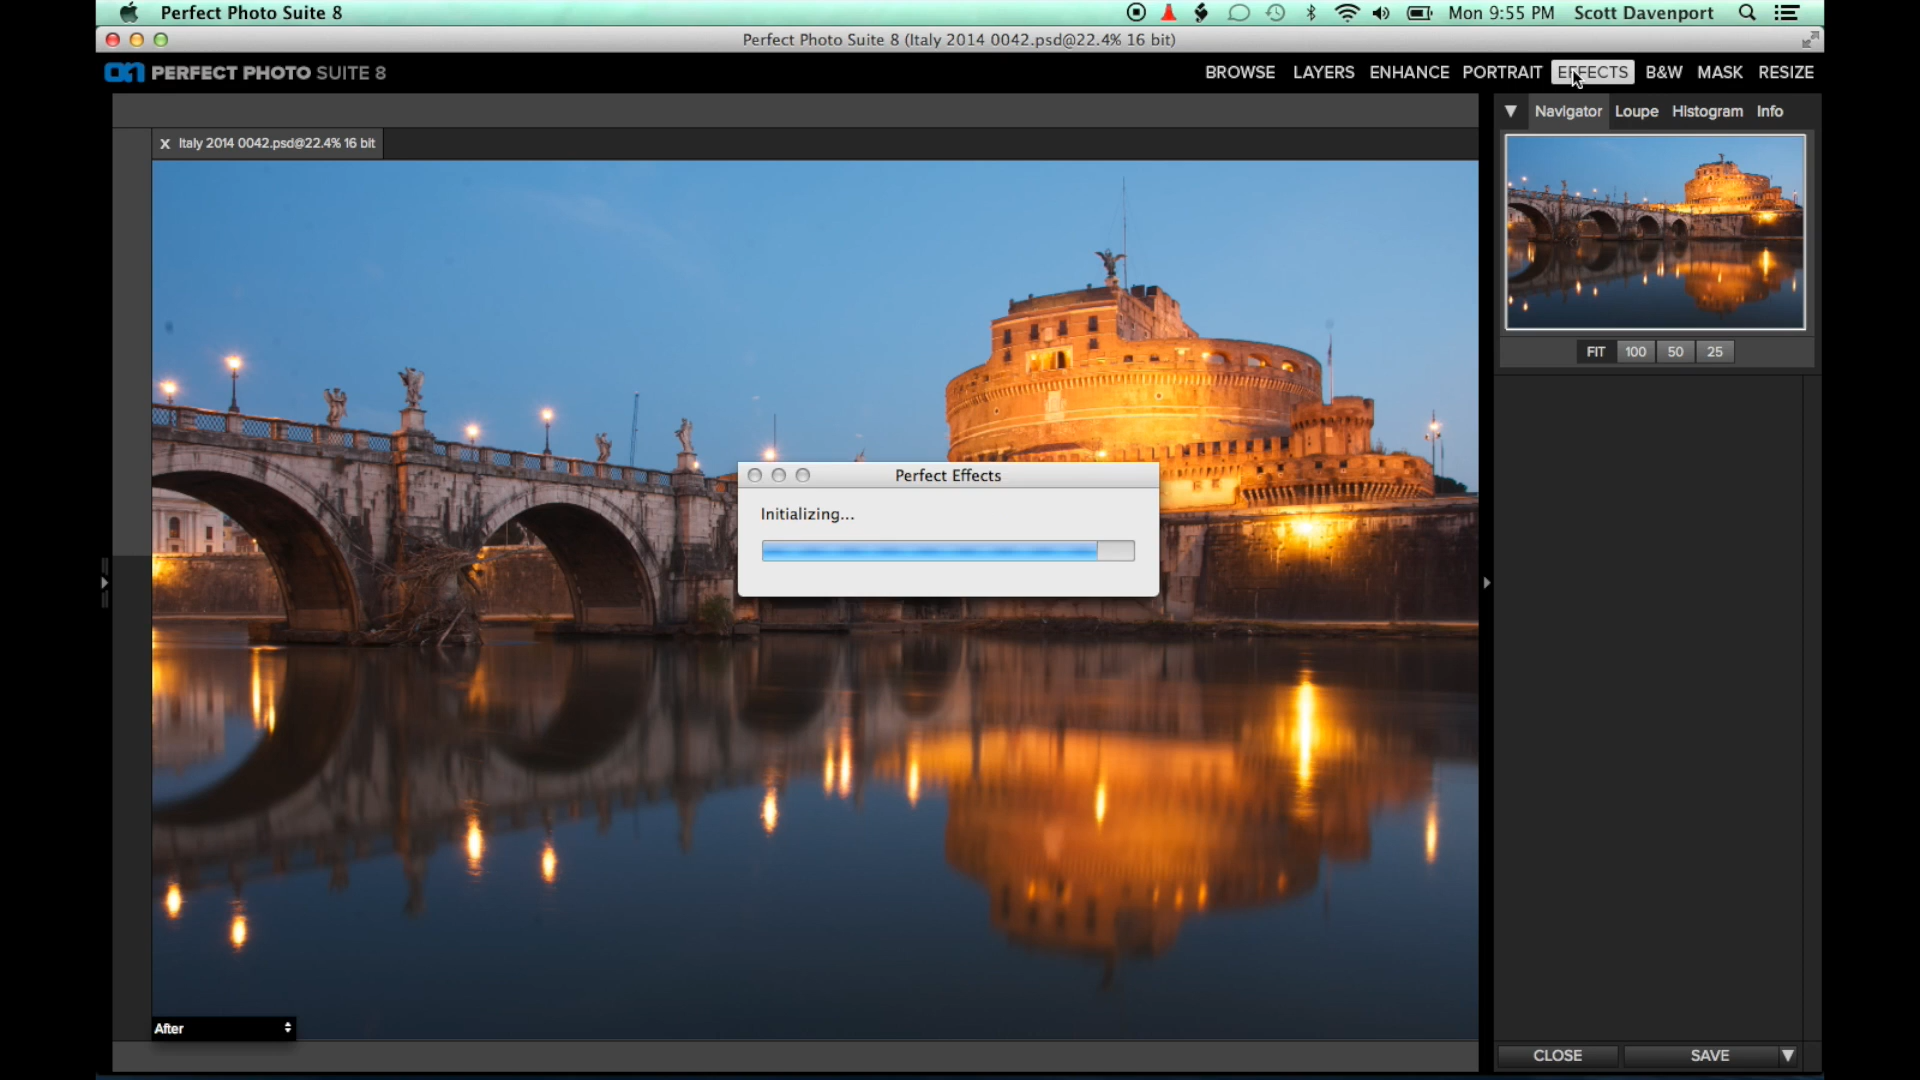 Perfect Photo Suite 8
Mon 9:55 PM Scott Davenport
Perfect Photo Suite 8 (Italy 2014 0042.psd@22.4% 16 bit)
PERFECT PHOTO SUITE 8
BROWSE LAYERS ENHANCE PORTRAIT EFFECTS B&W MASK RESIZE
Navigator Loupe Histogram Info
X Italy 2014 0042.psd@22.4% 16 bit
FIT 100 50 25
Perfect Effects
Initializing...
After
CLOSE SAVE